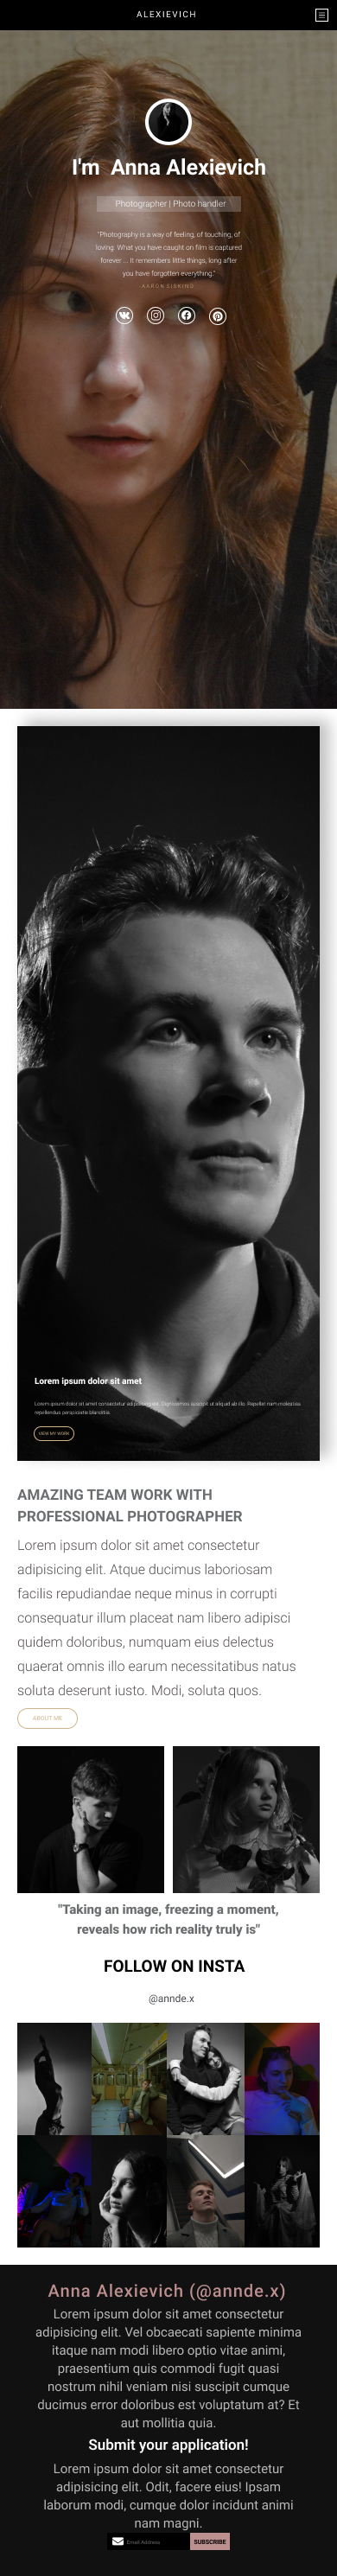 ALEXIEVICH
I'm Anna Alexievich
Photographer | Photo handler
"Photography is a way of feeling, of touching, of
loving. What you have caught on film is captured
forever ... it remembers little things, long after
you have forgotten everything."
AARON SISKIND
Lorem ipsum dolor sit amet
Lorem ipsum dolor sit amet consectetur adipisicing elit. Dignissimos suscipit ut aliquid ab illo. Repellat nam molestias
repellendus perspiciatis blanditiis
VIEW MY WORK
AMAZING TEAM WORK WITH
PROFESSIONAL PHOTOGRAPHER
Lorem ipsum dolor sit amet consectetur
adipisicing elit. Atque ducimus laboriosam
facilis repudiandae neque minus in corrupti
consequatur illum placeat nam libero adipisci
quidem doloribus, numquam eius delectus
quaerat omnis illo earum necessitatibus natus
soluta deserunt iusto. Modi, soluta quos.
ABOUT ME
"Taking an image, freezing a moment,
reveals how rich reality truly is"
FOLLOW ON INSTA
@annde.x
Anna Alexievich (@annde.x)
Lorem ipsum dolor sit amet consectetur
adipisicing elit. Vel obcaecati sapiente minima
itaque nam modi libero optio vitae animi,
praesentium quis commodi fugit quasi
nostrum nihil veniam nisi suscipit cumque
ducimus error doloribus est voluptatum at? Et
aut mollitia quia.
Submit your application!
Lorem ipsum dolor sit amet consectetur
adipisicing elit. Odit, facere eius! Ipsam
laborum modi, cumque dolor incidunt animi
nam magni.
Email Address
SUBSCRIBE